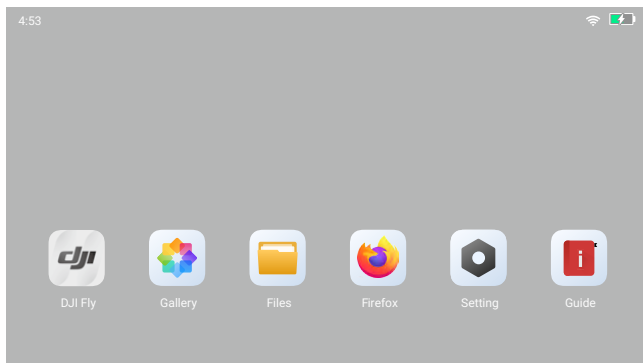 4:53
dji
DJI Fly
Gallery
Files
Firefox
Setting
i
Guide